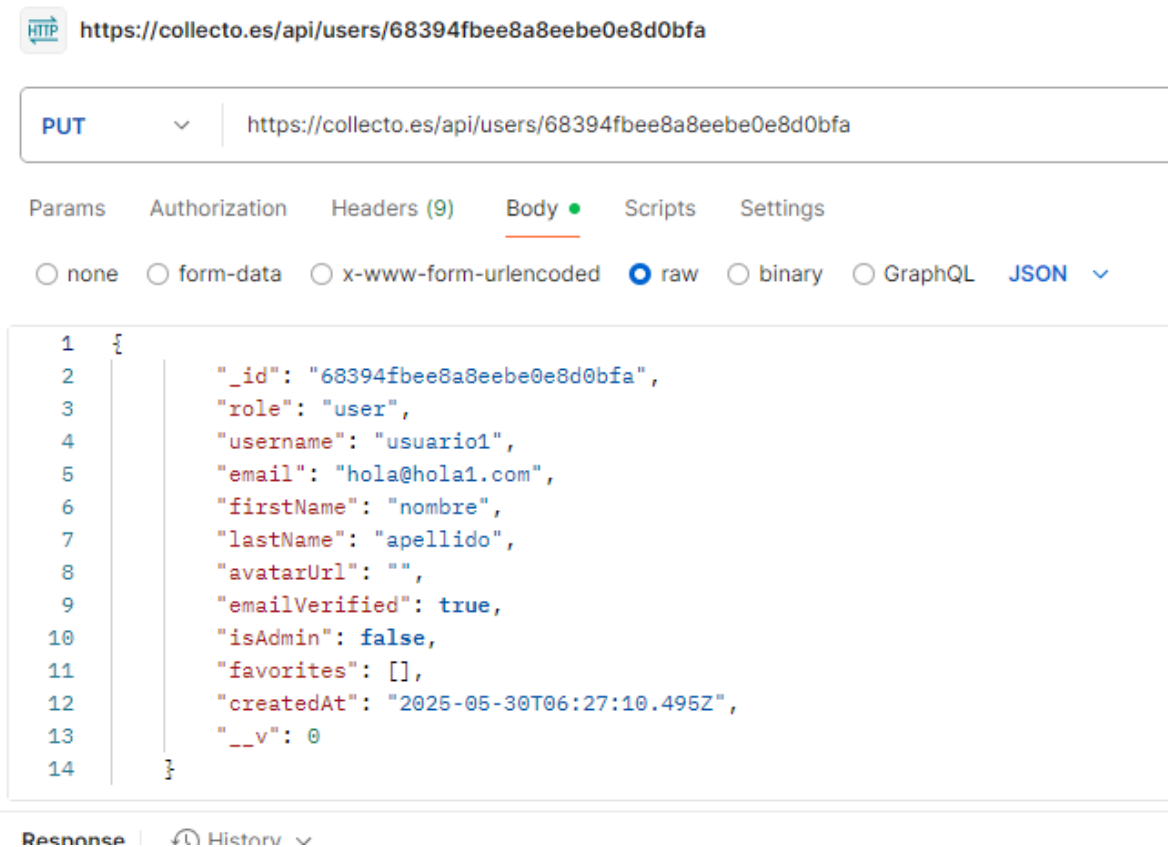 HTTP https://collecto.es/api/users/68394fbee8a8eebe0e8d0bfa
PUT https://collecto.es/api/users/68394fbee8a8eebe0e8d0bfa
Params Authorization Headers (9) Body Scripts Settings
none form-data x-www-form-urlencoded raw binary GraphQL JSON
1 {
2 "_id": "68394fbee8a8eebe0e8d0bfa",
3 "role": "user",
4 "username": "usuario1",
5 "email": "hola@hola1.com",
6 "firstName": "nombre",
7 "lastName": "apellido",
8 "avatarUrl": "",
9 "emailVerified": true,
10 "isAdmin": false,
11 "favorites": [],
12 "createdAt": "2025-05-30T06:27:10.495Z",
13 "__v": 0
14 }
Response History